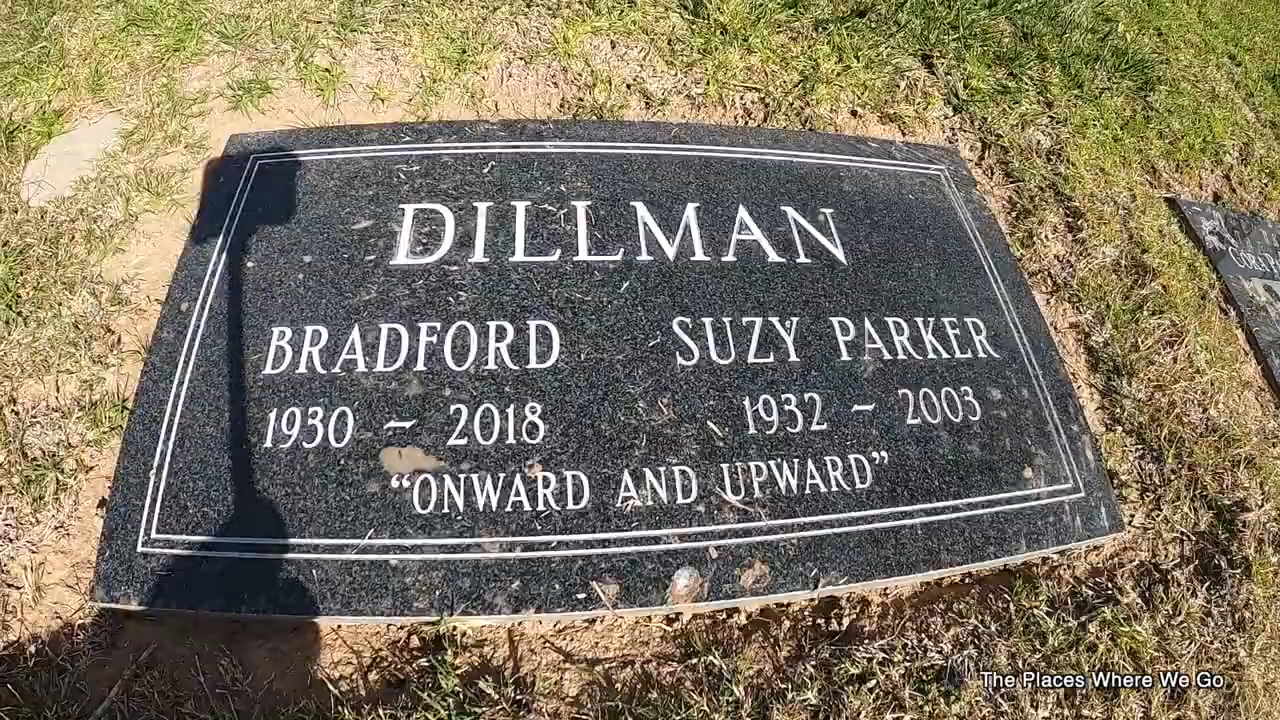 DILLMAN
BRADFORD SUZY PARKER
1930 ~ 2018 1932 ~ 2003
"ONWARD AND UPWARD"
The Places Where We Go